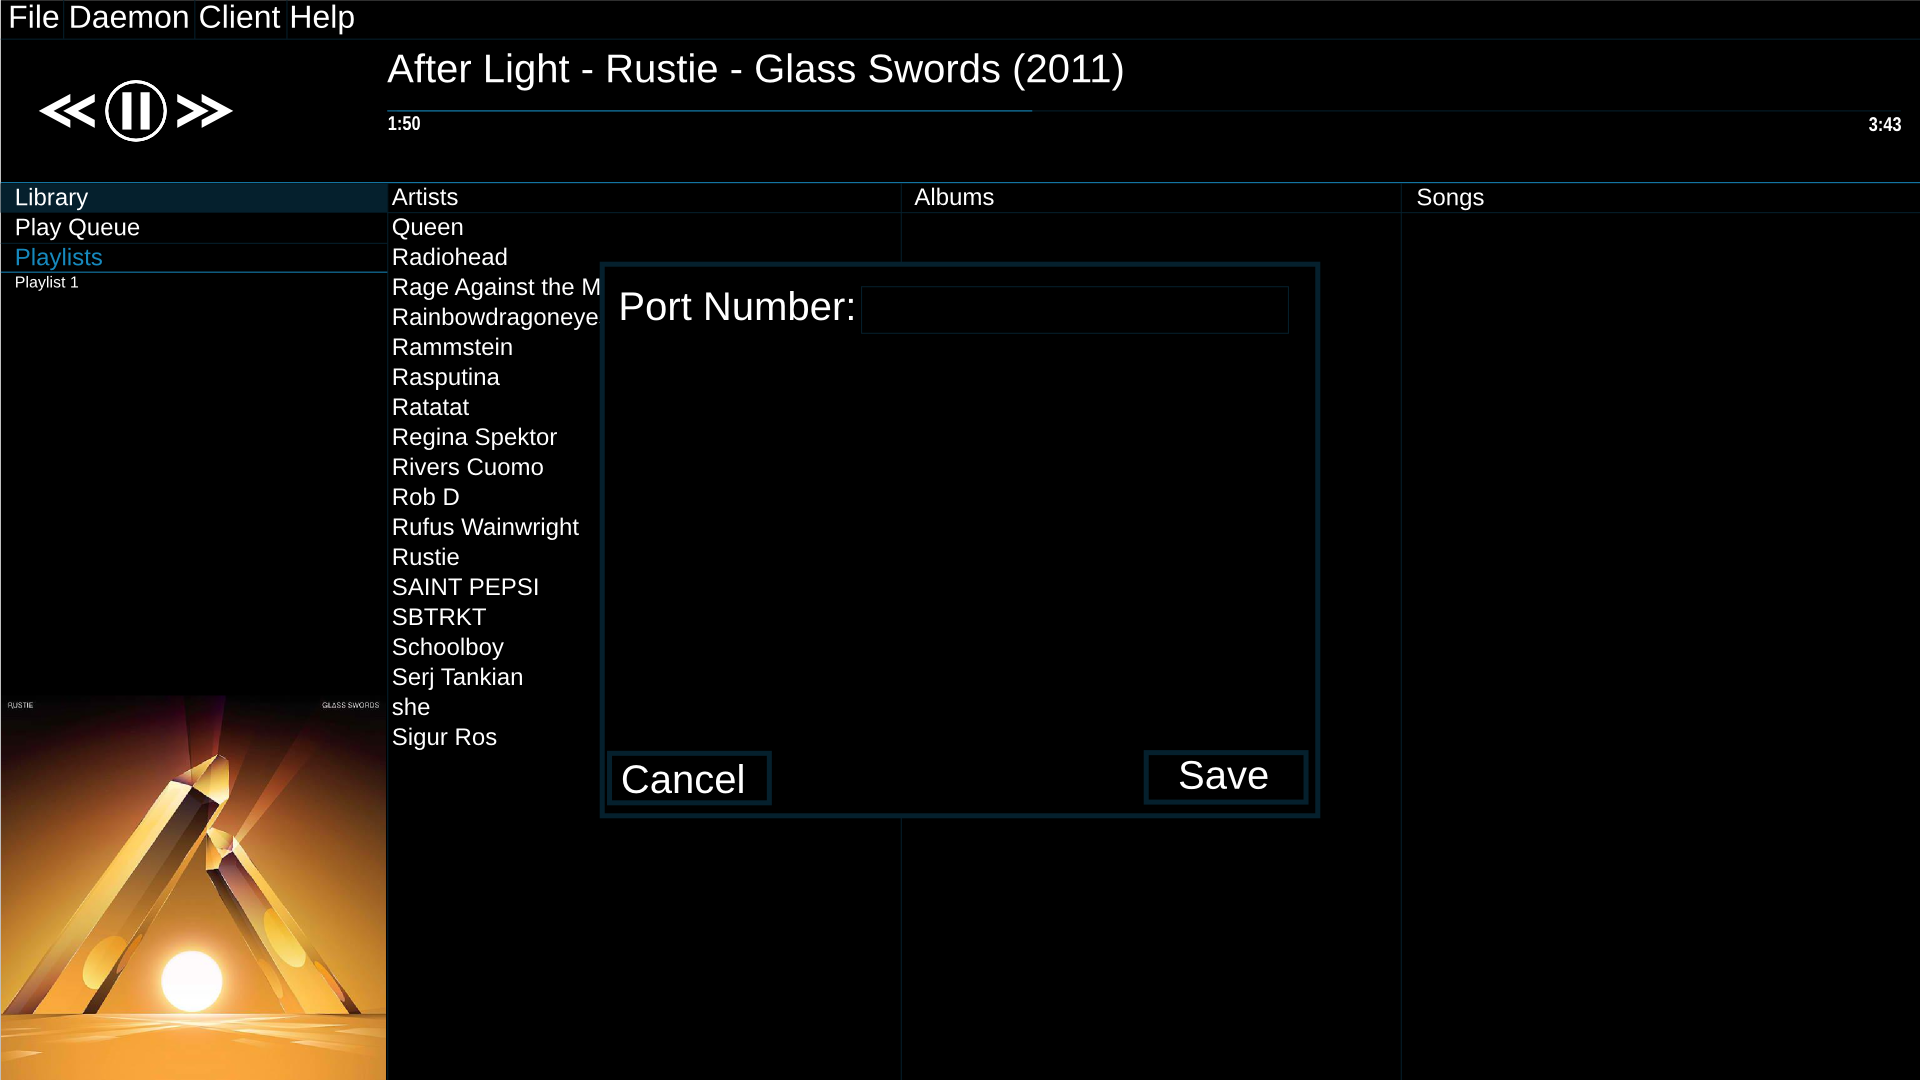 File Daemon Client Help
After Light - Rustie - Glass Swords (2011)
1:50
3:43
Library
Play Queue
Playlists
Playlist 1
RUSTIE
GLASS SWORDS
Artists
Queen
Radiohead
Rage Against the M
Rainbowdragoneye
Rammstein
Rasputina
Ratatat
Regina Spektor
Rivers Cuomo
Rob D
Rufus Wainwright
Rustie
SAINT PEPSI
SBTRKT
Schoolboy
Serj Tankian
she
Sigur Ros
Albums
Songs
Port Number:
Cancel
Save